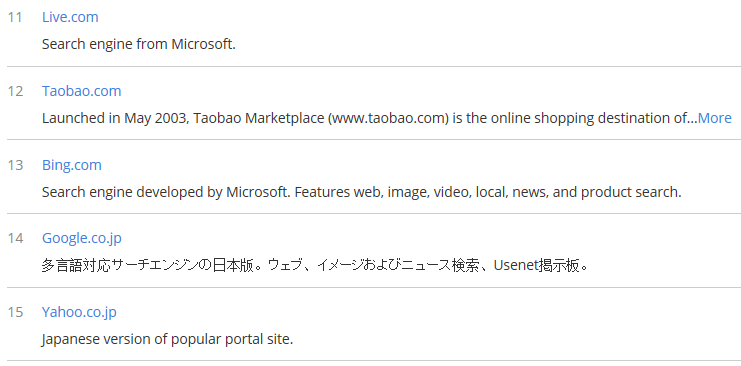 11 Live.com
Search engine from Microsoft.
12 Taobao.com
Launched in May 2003, Taobao Marketplace (www.taobao.com) is the online shopping destination of...More
13 Bing.com
Search engine developed by Microsoft. Features web, image, video, local, news, and product search.
14 Google.co.jp
多言語対応サーチエンジンの日本版。ウェブ、イメージおよびニュース検索、Usenet掲示板。
15 Yahoo.co.jp
Japanese version of popular portal site.